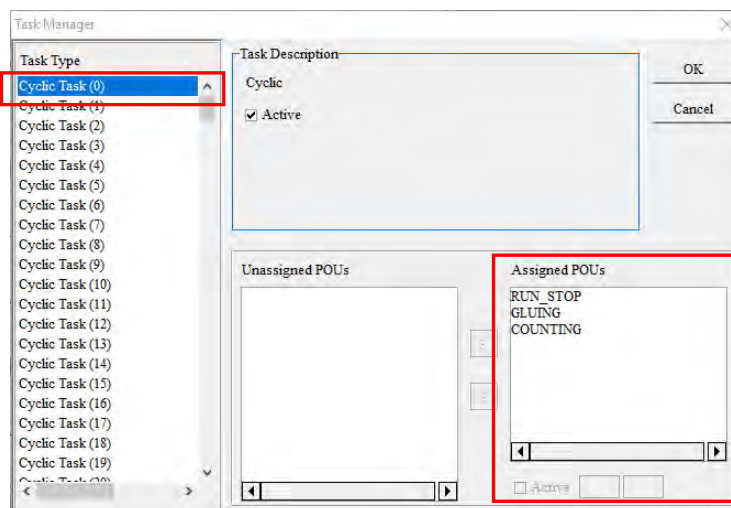 Task Manager
Task Type
Cyclic Task (0)
Cyclic Task (1)
Cyclic Task (2)
Cyclic Task (3)
Cyclic Task (4)
Cyclic Task (5)
Cyclic Task (6)
Cyclic Task (7)
Cyclic Task (8)
Cyclic Task (9)
Cyclic Task (10)
Cyclic Task (11)
Cyclic Task (12)
Cyclic Task (13)
Cyclic Task (14)
Cyclic Task (15)
Cyclic Task (16)
Cyclic Task (17)
Cyclic Task (18)
Cyclic Task (19)
Cyclic Task (20)
Task Description
Cyclic
Active
OK
Cancel
Unassigned POUs
Assigned POUs
RUN_STOP
GLUING
COUNTING
Active